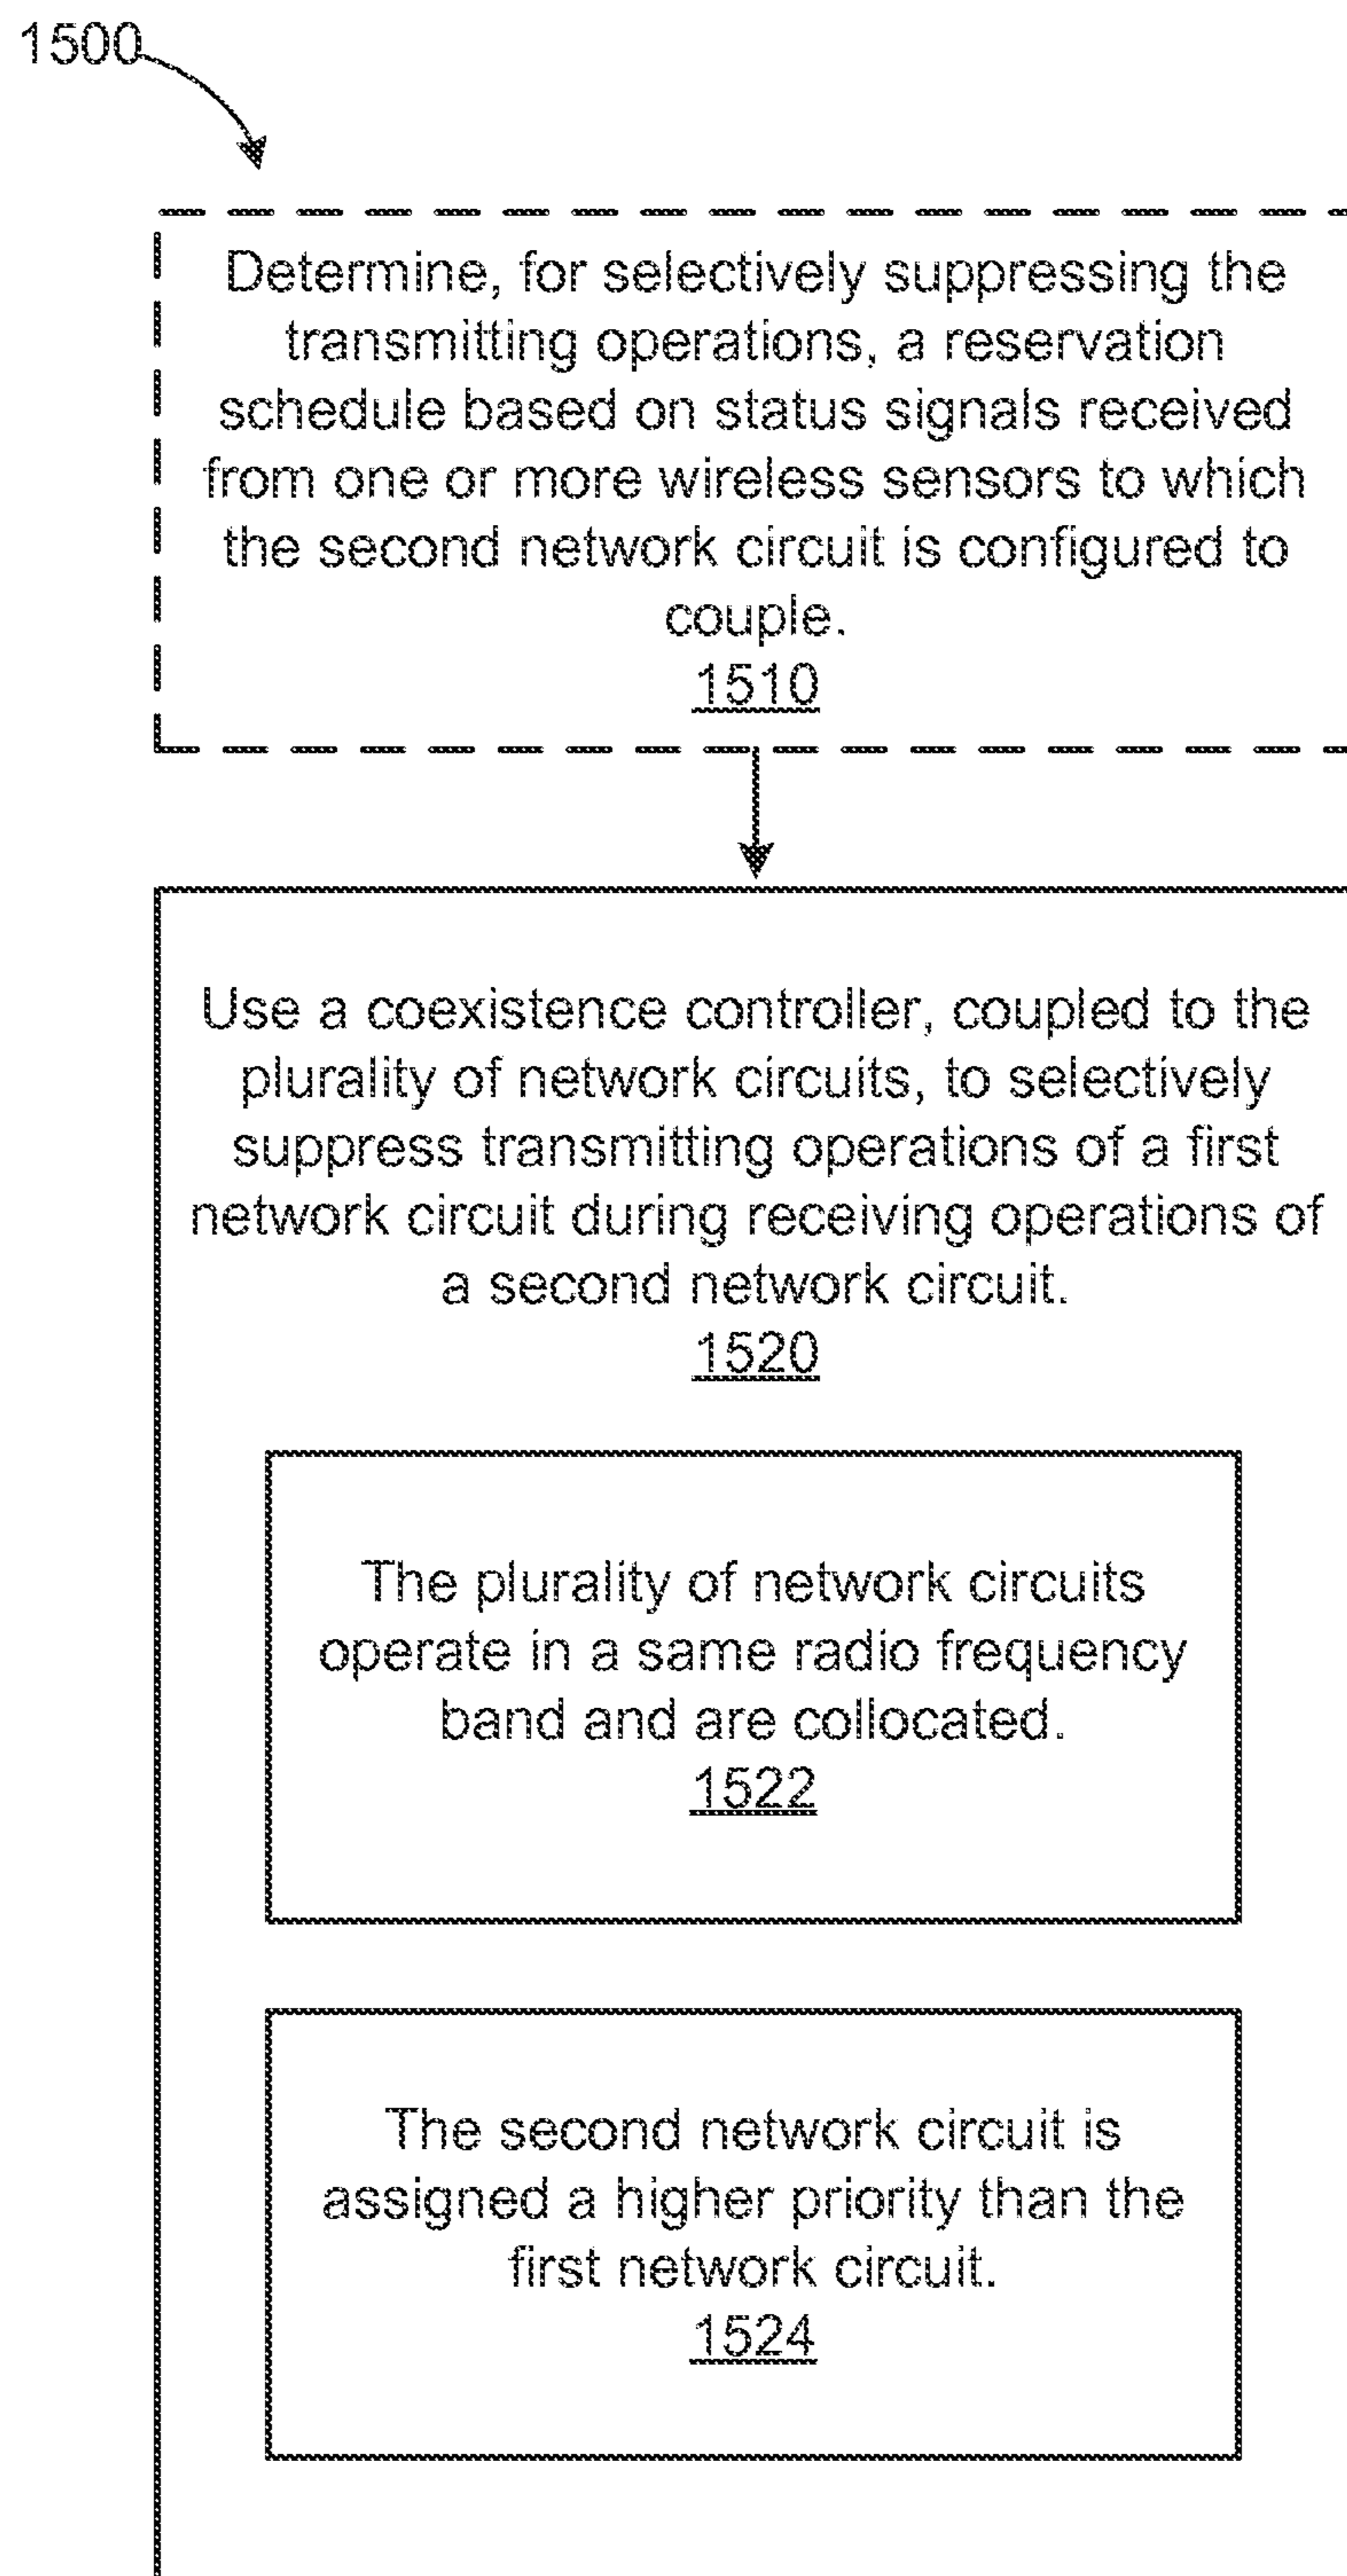 1500
Determine, for selectively suppressing the
transmitting operations, a reservation
schedule based on status signals received
from one or more wireless sensors to which
the second network circuit is configured to
couple.
1510
Use a coexistence controller, coupled to the
plurality of network circuits, to selectively
suppress transmitting operations of a first
network circuit during receiving operations of
a second network circuit.
1520
The plurality of network circuits
operate in a same radio frequency
band and are collocated.
1522
The second network circuit is
assigned a higher priority than the
first network circuit.
1524